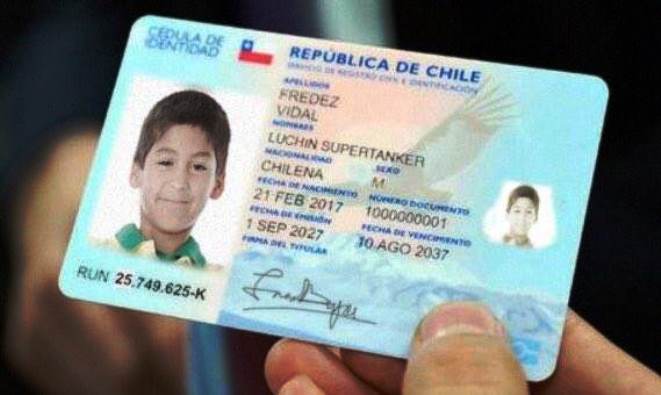 CÉDULA DE
IDENTIDAD
REPÚBLICA DE CHILE
SERVICIO DE REGISTRO CIVIL E IDENTIFICACIÓN
APELLIDOS
FREDEZ
VIDAL
NOMBRES
LUCHIN SUPERTANKER
NACIONALIDAD SEXO
CHILENA M
FECHA DE NACIMIENTO NÚMERO DOCUMENTO
21 FEB 2017 1000000001
FECHA DE EMISIÓN FECHA DE VENCIMIENTO
1 SEP 2027 10 AGO 2037
FIRMA DEL TITULAR
RUN 25.749.625-K